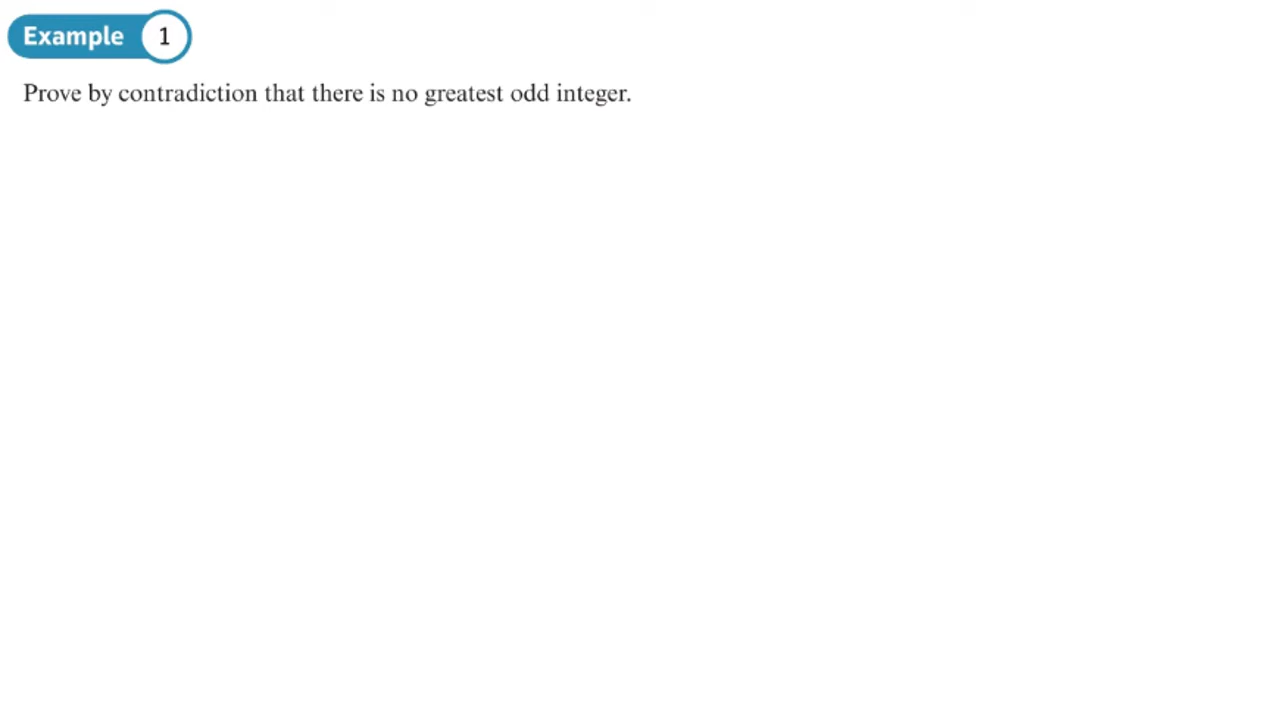 Example 1
Prove by contradiction that there is no greatest odd integer.